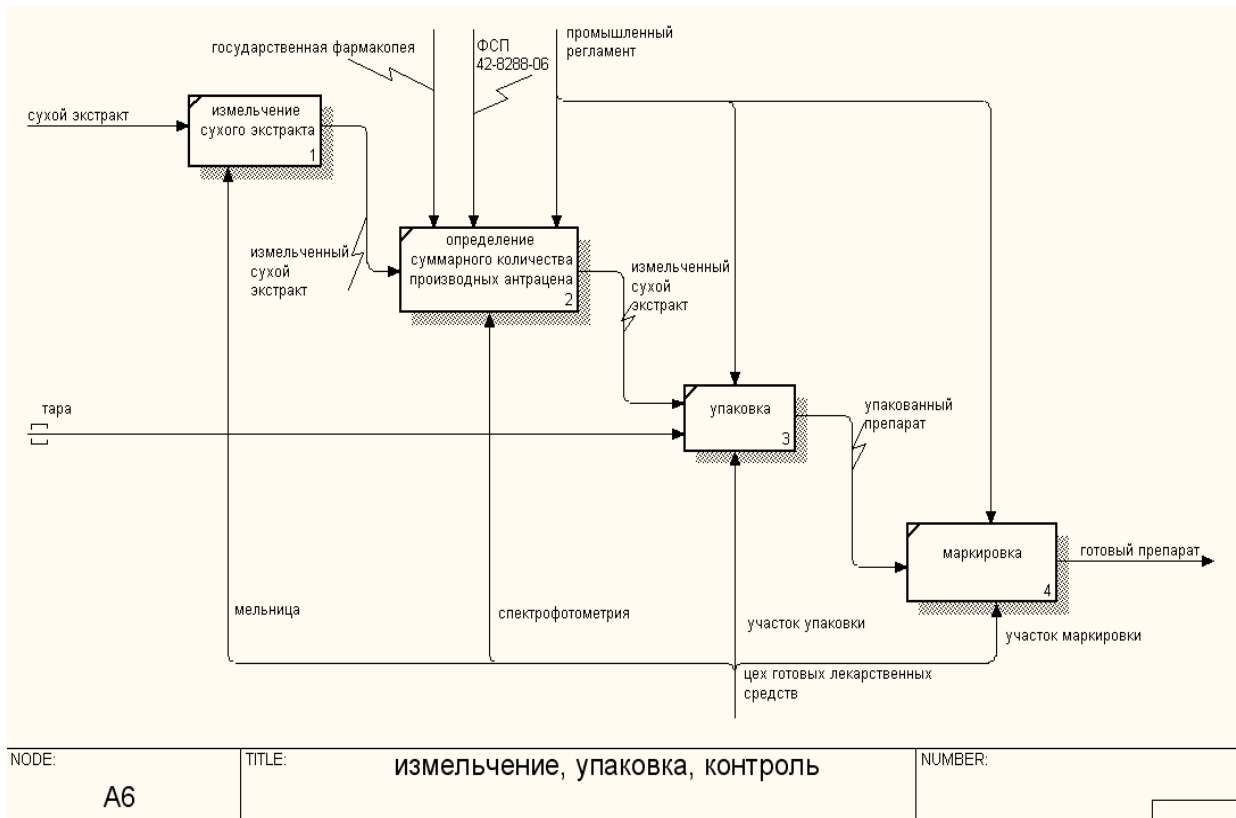 государственная фармакопея
ФСП
42-8288-06
промышленный
регламент
сухой экстракт
измельчение
сухого экстракта
1
измельченный
сухой
экстракт
определение
суммарного количества
производных антрацена
2
измельченный
сухой
экстракт
тара
упаковка
3
упакованный
препарат
маркировка
4
готовый препарат
мельница
спектрофотометрия
участок упаковки
участок маркировки
цех готовых лекарственных
средств
NODE:
A6
TITLE:
измельчение, упаковка, контроль
NUMBER: